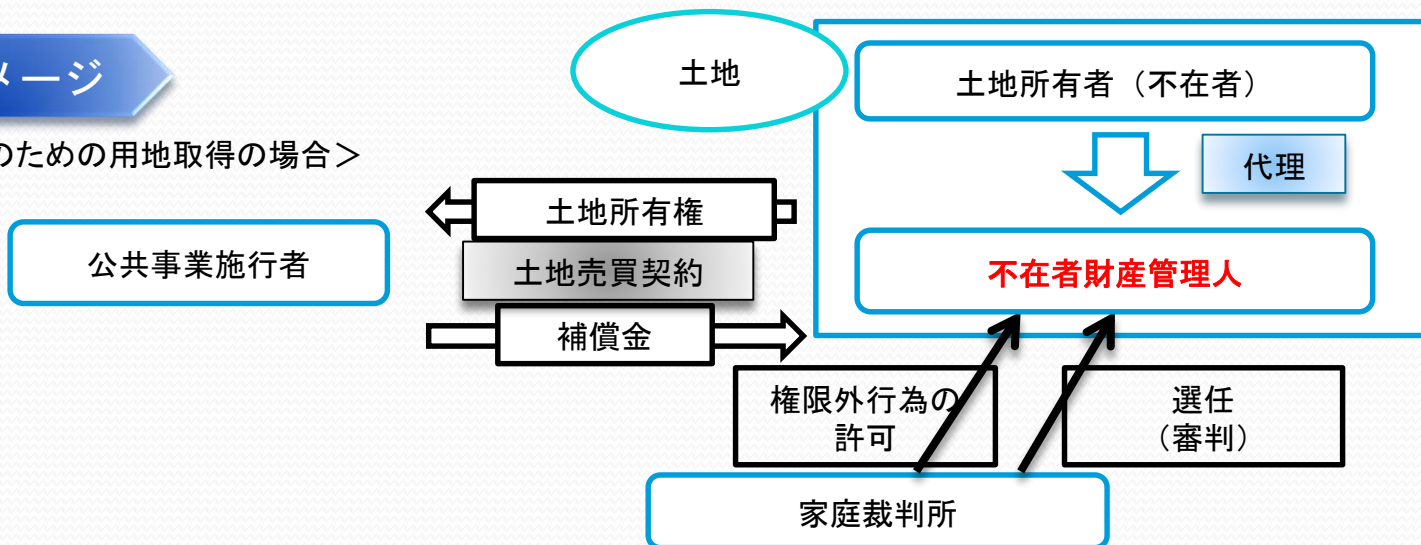 メージ
のための用地取得の場合＞
土地
土地所有者（不在者）
代理
土地所有権
公共事業施行者
土地売買契約
不在者財産管理人
補償金
権限外行為の
許可
選任
（審判）
家庭裁判所